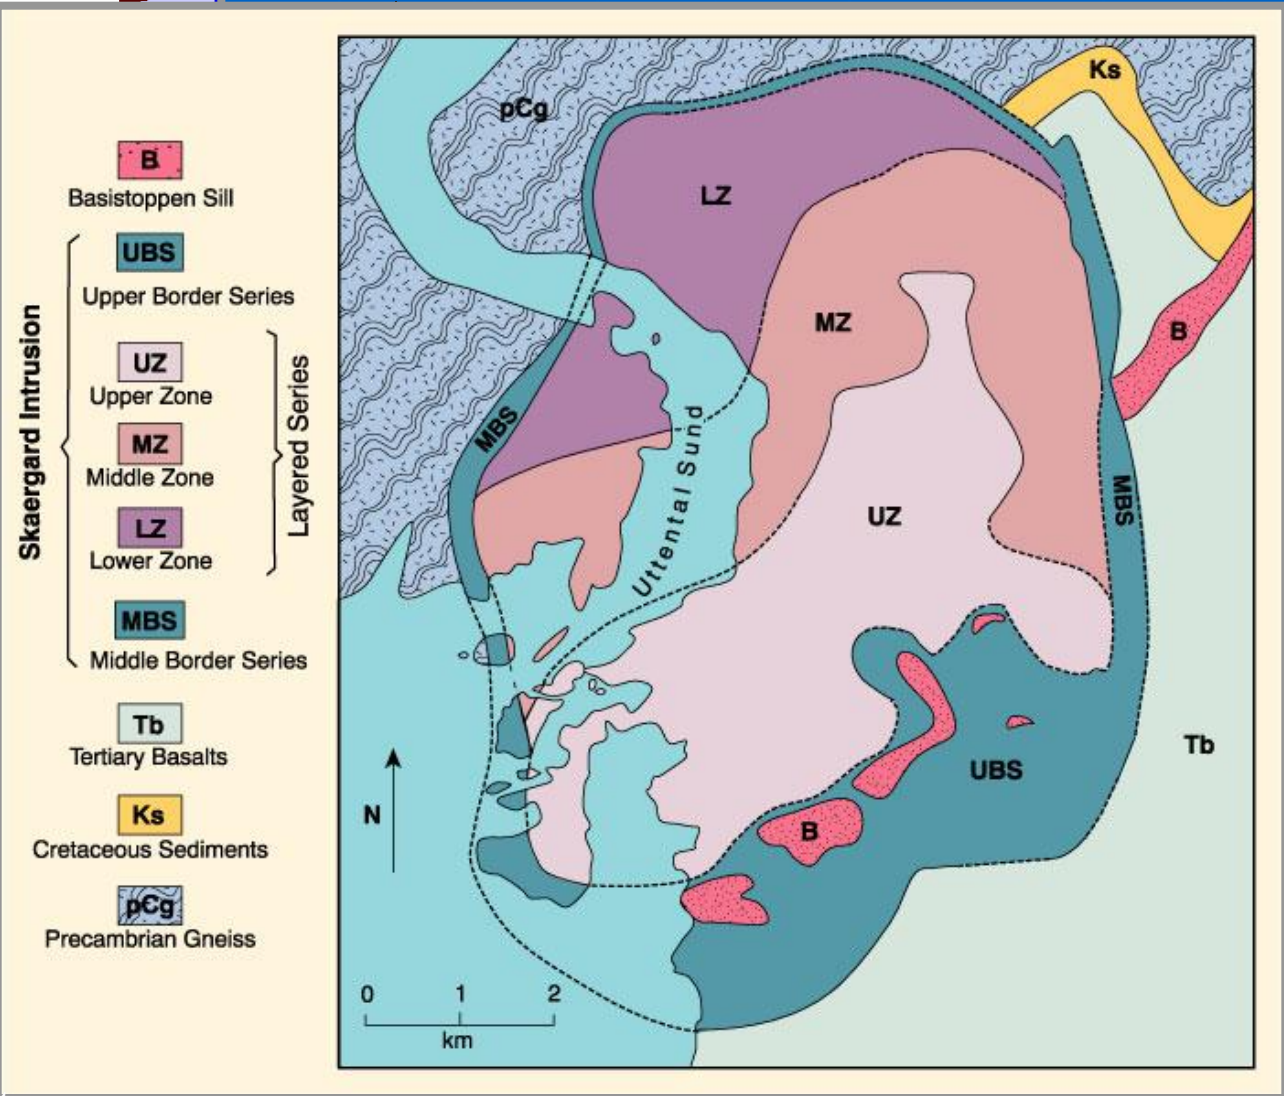 Skaergard Intrusion
Layered Series
B
Basistoppen Sill
UBS
Upper Border Series
UZ
Upper Zone
MZ
Middle Zone
LZ
Lower Zone
MBS
Middle Border Series
Tb
Tertiary Basalts
Ks
Cretaceous Sediments
pЄg
Precambrian Gneiss
Ks
pЄg
LZ
MZ
B
MBS
Uttental Sund
MBS
UZ
Tb
UBS
B
N
0 1 2
km